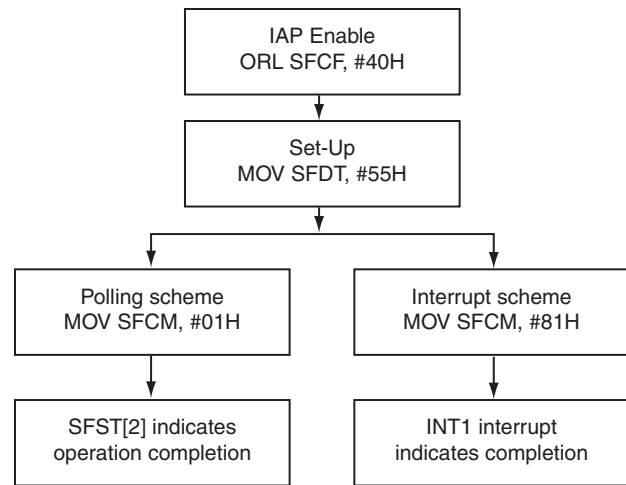 IAP Enable
ORL SFCF, #40H
Set-Up
MOV SFDT, #55H
Polling scheme
MOV SFCM, #01H
Interrupt scheme
MOV SFCM, #81H
SFST[2] indicates
operation completion
INT1 interrupt
indicates completion